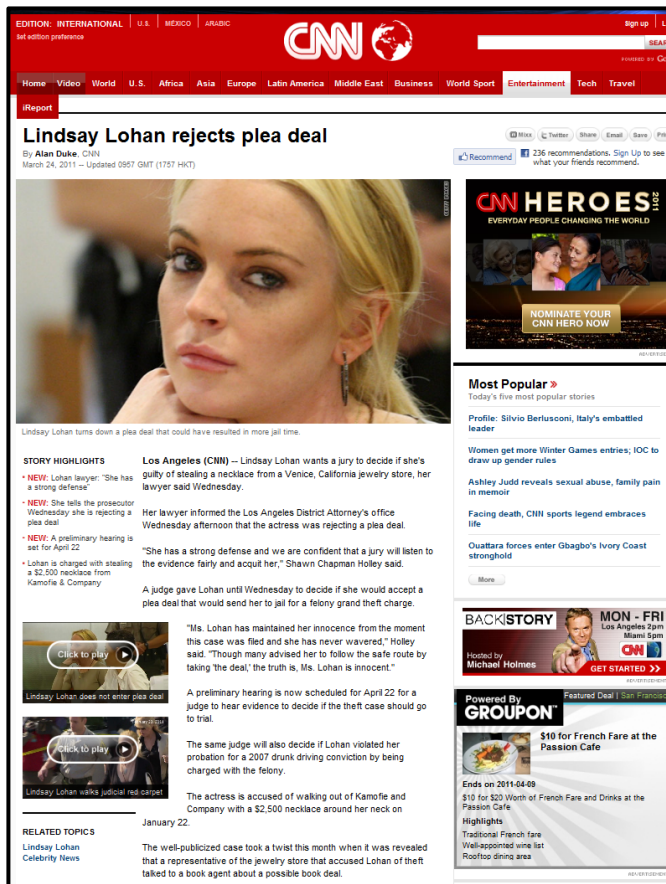 EDITION: INTERNATIONAL U.S. MÉXICO ARABIC
Set edition preference
CNN
Sign up
SEAR
Home Video World U.S. Africa Asia Europe Latin America Middle East Business World Sport Entertainment Tech Travel
iReport
Lindsay Lohan rejects plea deal
By Alan Duke, CNN
March 24, 2011 -- Updated 0957 GMT (1757 HKT)
Mixx Twitter Share Email Save
Recommend
236 recommendations. Sign Up to see
what your friends recommend.
Lindsay Lohan turns down a plea deal that could have resulted in more jail time.
STORY HIGHLIGHTS
• NEW: Lohan lawyer: "She has
a strong defense"
• NEW: She tells the prosecutor
Wednesday she is rejecting a
plea deal
• NEW: A preliminary hearing is
set for April 22
• Lohan is charged with stealing
a $2,500 necklace from
Kamofie & Company
Click to play
Lindsay Lohan does not enter plea deal
Click to play
Lindsay Lohan walks judicial red carpet
RELATED TOPICS
Lindsay Lohan
Celebrity News
Los Angeles (CNN) -- Lindsay Lohan wants a jury to decide if she's
guilty of stealing a necklace from a Venice, California jewelry store, her
lawyer said Wednesday.
Her lawyer informed the Los Angeles District Attorney's office
Wednesday afternoon that the actress was rejecting a plea deal.
"She has a strong defense and we are confident that a jury will listen to
the evidence fairly and acquit her," Shawn Chapman Holley said.
A judge gave Lohan until Wednesday to decide if she would accept a
plea deal that would send her to jail for a felony grand theft charge.
"Ms. Lohan has maintained her innocence from the moment
this case was filed and she has never wavered," Holley
said. "Though many advised her to follow the safe route by
taking 'the deal,' the truth is, Ms. Lohan is innocent."
A preliminary hearing is now scheduled for April 22 for a
judge to hear evidence to decide if the theft case should go
to trial.
The same judge will also decide if Lohan violated her
probation for a 2007 drunk driving conviction by being
charged with the felony.
The actress is accused of walking out of Kamofie and
Company with a $2,500 necklace around her neck on
January 22.
The well-publicized case took a twist this month when it was revealed
that a representative of the jewelry store that accused Lohan of theft
talked to a book agent about a possible book deal.
CNN HEROES 2011
EVERYDAY PEOPLE CHANGING THE WORLD
NOMINATE YOUR
CNN HERO NOW
Most Popular »
Today's five most popular stories
Profile: Silvio Berlusconi, Italy's embattled
leader
Women get more Winter Games entries; IOC to
draw up gender rules
Ashley Judd reveals sexual abuse, family pain
in memoir
Facing death, CNN sports legend embraces
life
Ouattara forces enter Gbagbo's Ivory Coast
stronghold
More
BACK|STORY
MON - FRI
Los Angeles 2pm
Miami 5pm
Hosted by
Michael Holmes
CNN
GET STARTED
Powered By
GROUPON
Featured Deal | San Francisc
$10 for French Fare at the
Passion Cafe
Ends on 2011-04-09
$10 for $20 Worth of French Fare and Drinks at the
Passion Cafe
Highlights
Traditional French fare
Well-appointed wine list
Rooftop dining area